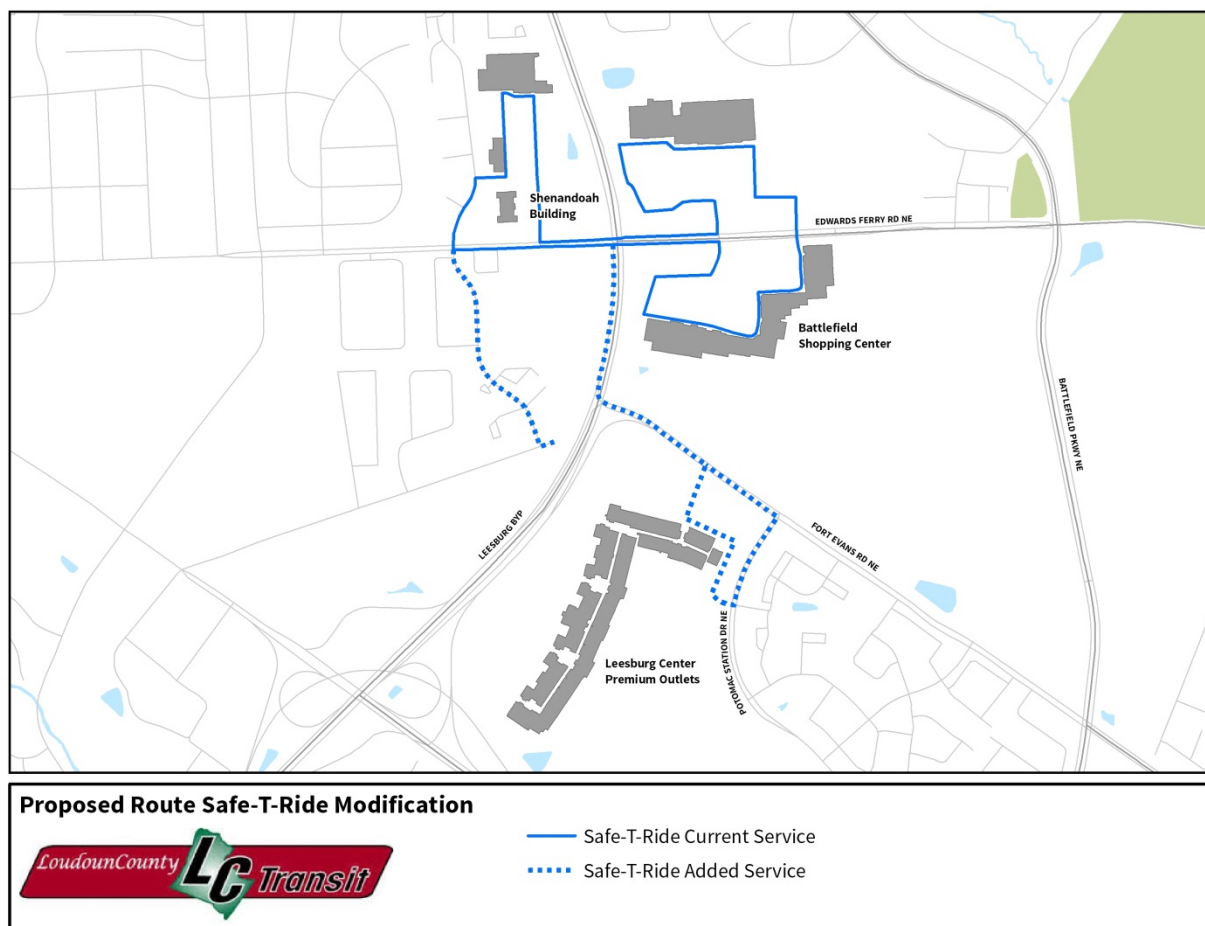 Shenandoah
Building
EDWARDS FERRY RD NE
Battlefield
Shopping Center
BATTLEFIELD PKWY NE
LEESBURG BYP
FORT EVANS RD NE
Leesburg Center
Premium Outlets
POTOMAC STATION DR NE
Proposed Route Safe-T-Ride Modification
LoudounCounty LC Transit
Safe-T-Ride Current Service
Safe-T-Ride Added Service